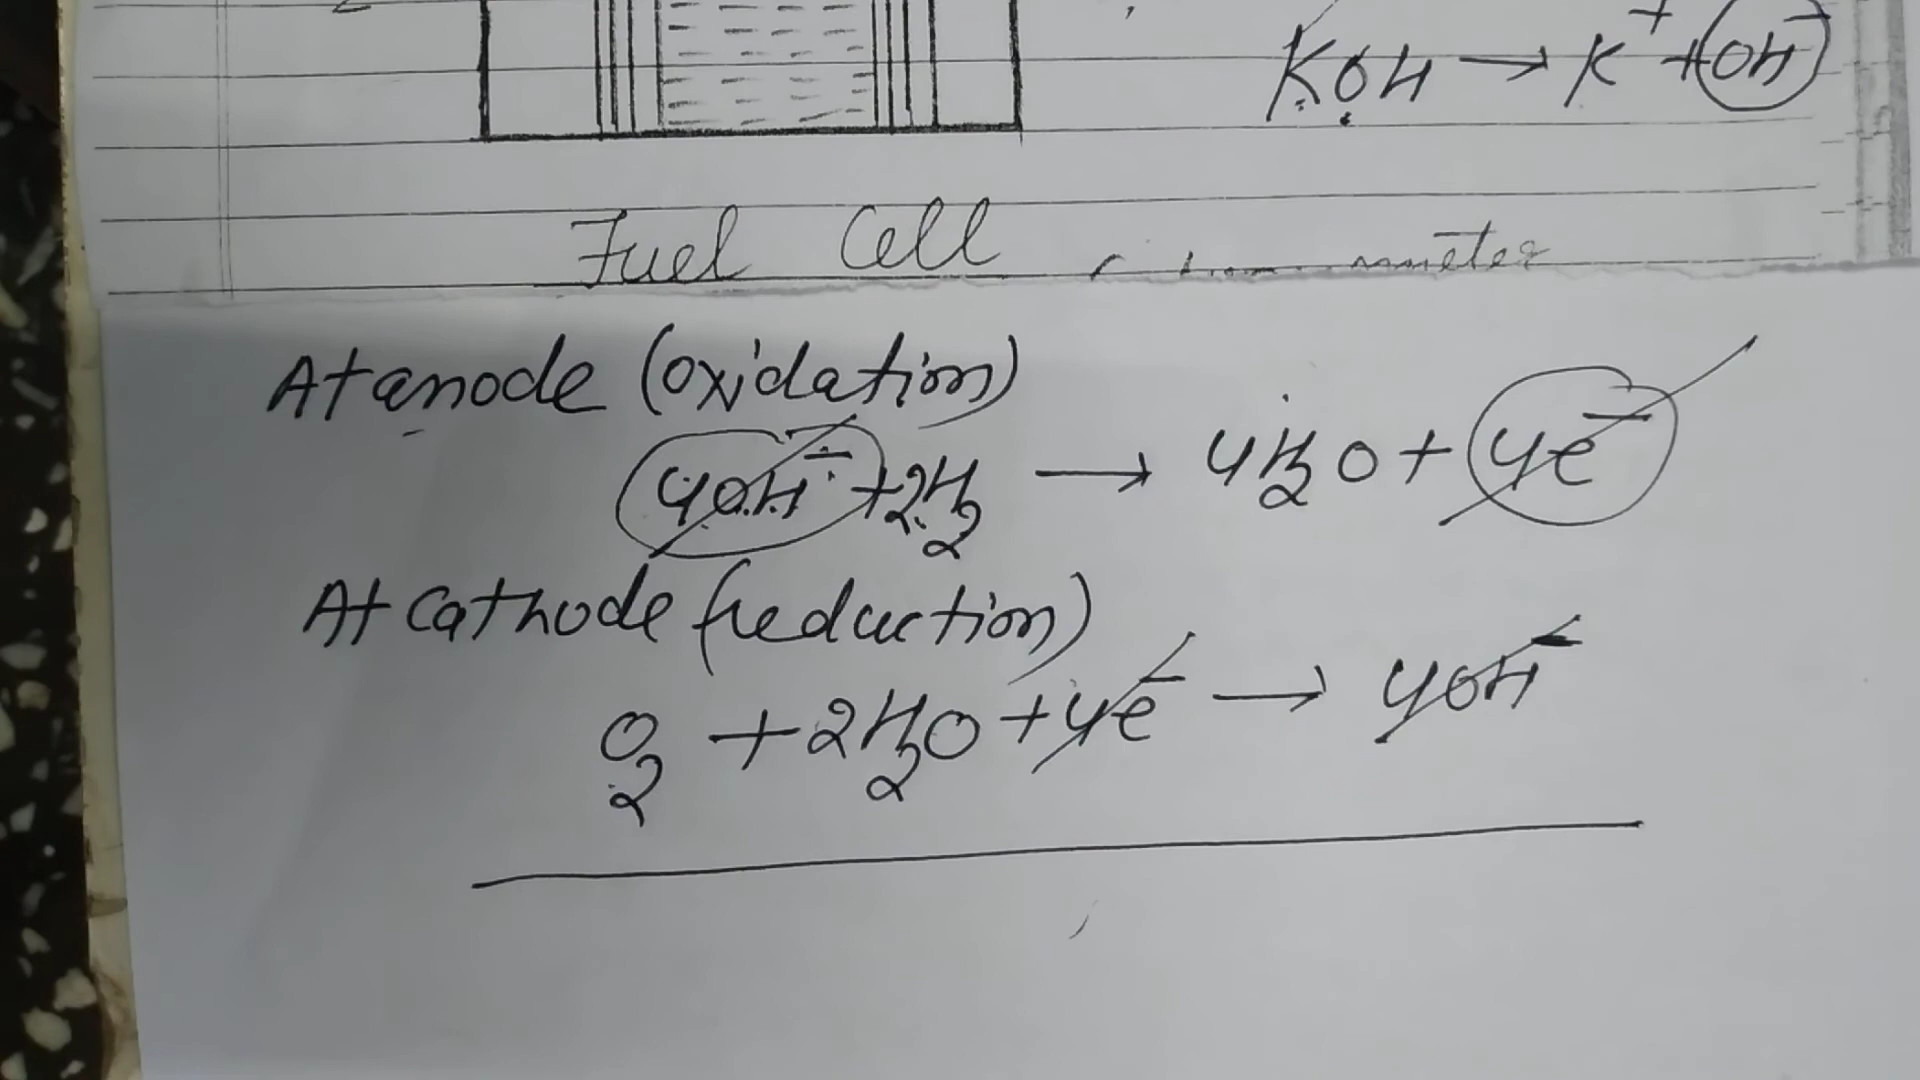 KOH → K⁺ + OH⁻
Fuel Cell
At anode (oxidation)
4OH⁻ + 2H₂ → 4H₂O + 4e⁻
At Cathode (reduction)
O₂ + 2H₂O + 4e⁻ → 4OH⁻